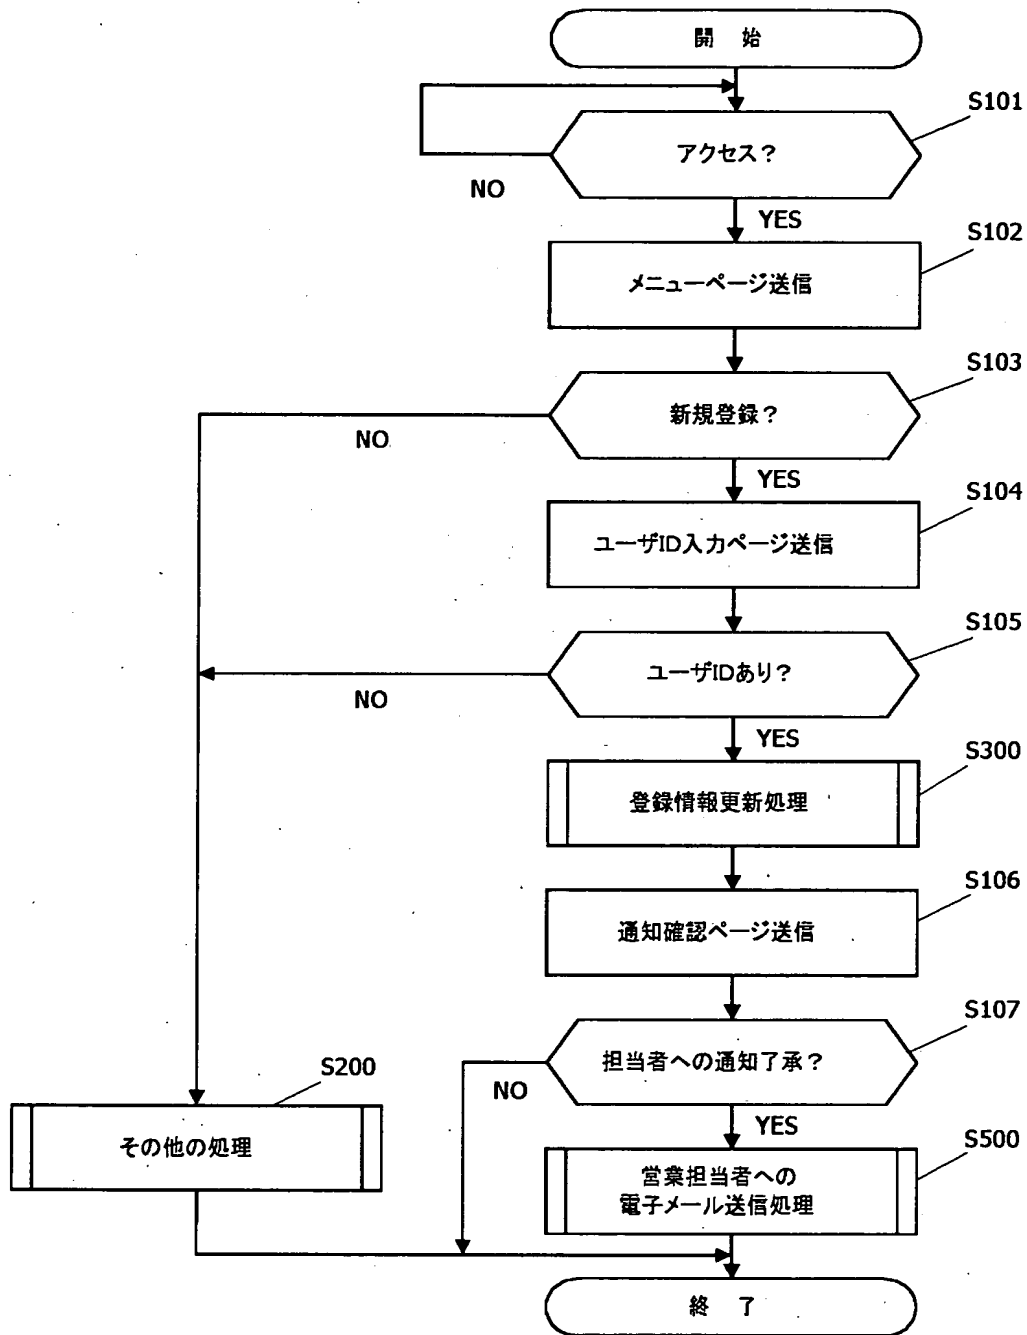 開 始
S101
アクセス?
NO
YES
S102
メニューページ送信
S103
新規登録?
NO
YES
S104
ユーザID入力ページ送信
S105
ユーザIDあり?
NO
YES
S300
登録情報更新処理
S106
通知確認ページ送信
S107
担当者への通知了承?
NO
YES
S200
その他の処理
S500
営業担当者への
電子メール送信処理
終 了